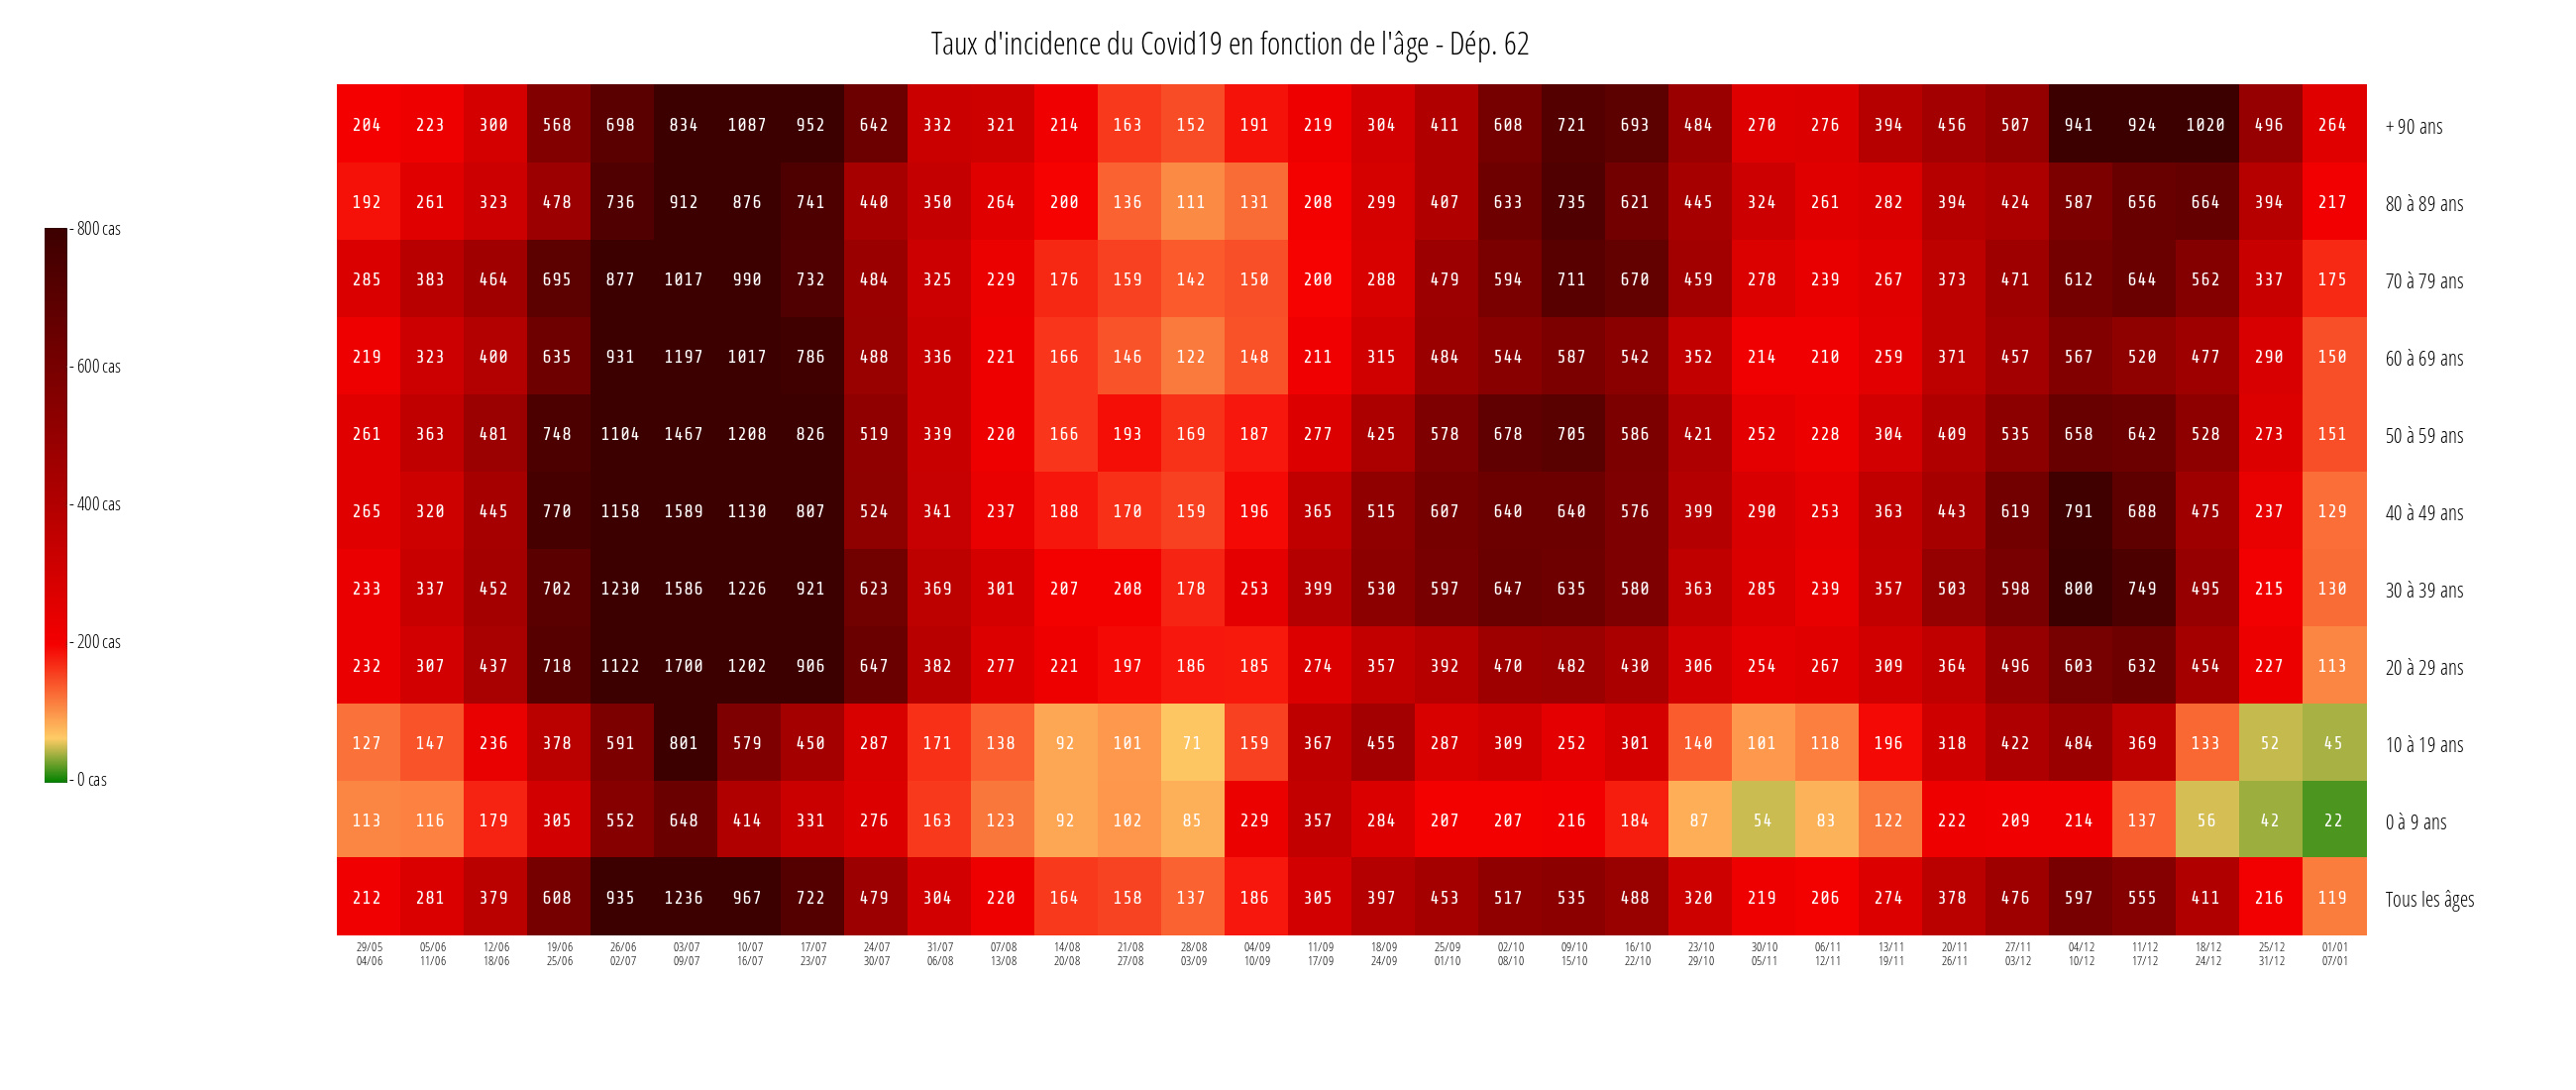 Taux d'incidence du Covid19 en fonction de l'âge - Dép. 62
- 800 cas
- 600 cas
- 400 cas
- 200 cas
- 0 cas
204 223 300 568 698 834 1087 952 642 332 321 214 163 152 191 219 304 411 608 721 693 484 270 276 394 456 507 941 924 1020 496 264 + 90 ans
192 261 323 478 736 912 876 741 440 350 264 200 136 111 131 208 299 407 633 735 621 445 324 261 282 394 424 587 656 664 394 217 80 à 89 ans
285 383 464 695 877 1017 990 732 484 325 229 176 159 142 150 200 288 479 594 711 670 459 278 239 267 373 471 612 644 562 337 175 70 à 79 ans
219 323 400 635 931 1197 1017 786 488 336 221 166 146 122 148 211 315 484 544 587 542 352 214 210 259 371 457 567 520 477 290 150 60 à 69 ans
261 363 481 748 1104 1467 1208 826 519 339 220 166 193 169 187 277 425 578 678 705 586 421 252 228 304 409 535 658 642 528 273 151 50 à 59 ans
265 320 445 770 1158 1589 1130 807 524 341 237 188 170 159 196 365 515 607 640 640 576 399 290 253 363 443 619 791 688 475 237 129 40 à 49 ans
233 337 452 702 1230 1586 1226 921 623 369 301 207 208 178 253 399 530 597 647 635 580 363 285 239 357 503 598 800 749 495 215 130 30 à 39 ans
232 307 437 718 1122 1700 1202 906 647 382 277 221 197 186 185 274 357 392 470 482 430 306 254 267 309 364 496 603 632 454 227 113 20 à 29 ans
127 147 236 378 591 801 579 450 287 171 138 92 101 71 159 367 455 287 309 252 301 140 101 118 196 318 422 484 369 133 52 45 10 à 19 ans
113 116 179 305 552 648 414 331 276 163 123 92 102 85 229 357 284 207 207 216 184 87 54 83 122 222 209 214 137 56 42 22 0 à 9 ans
212 281 379 608 935 1236 967 722 479 304 220 164 158 137 186 305 397 453 517 535 488 320 219 206 274 378 476 597 555 411 216 119 Tous les âges
29/05 05/06 12/06 19/06 26/06 03/07 10/07 17/07 24/07 31/07 07/08 14/08 21/08 28/08 04/09 11/09 18/09 25/09 02/10 09/10 16/10 23/10 30/10 06/11 13/11 20/11 27/11 04/12 11/12 18/12 25/12 01/01
04/06 11/06 18/06 25/06 02/07 09/07 16/07 23/07 30/07 06/08 13/08 20/08 27/08 03/09 10/09 17/09 24/09 01/10 08/10 15/10 22/10 29/10 05/11 12/11 19/11 26/11 03/12 10/12 17/12 24/12 31/12 07/01